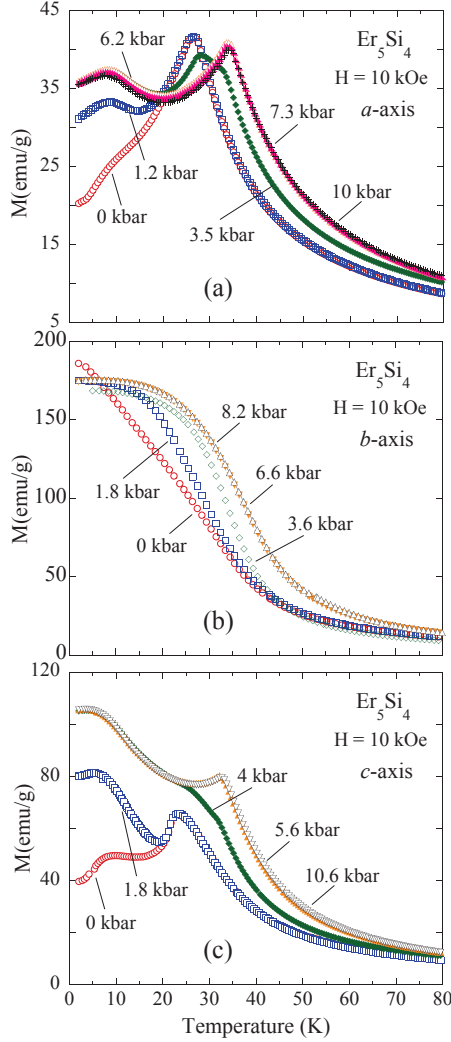 45
35
25
15
5
M(emu/g)
6.2 kbar
1.2 kbar
0 kbar
3.5 kbar
7.3 kbar
10 kbar
Er5Si4
H = 10 kOe
a-axis
(a)
200
150
100
50
0
M(emu/g)
1.8 kbar
0 kbar
8.2 kbar
6.6 kbar
3.6 kbar
Er5Si4
H = 10 kOe
b-axis
(b)
120
80
40
0
M(emu/g)
1.8 kbar
0 kbar
4 kbar
5.6 kbar
10.6 kbar
Er5Si4
H = 10 kOe
c-axis
(c)
0 10 20 30 40 50 60 70 80
Temperature (K)